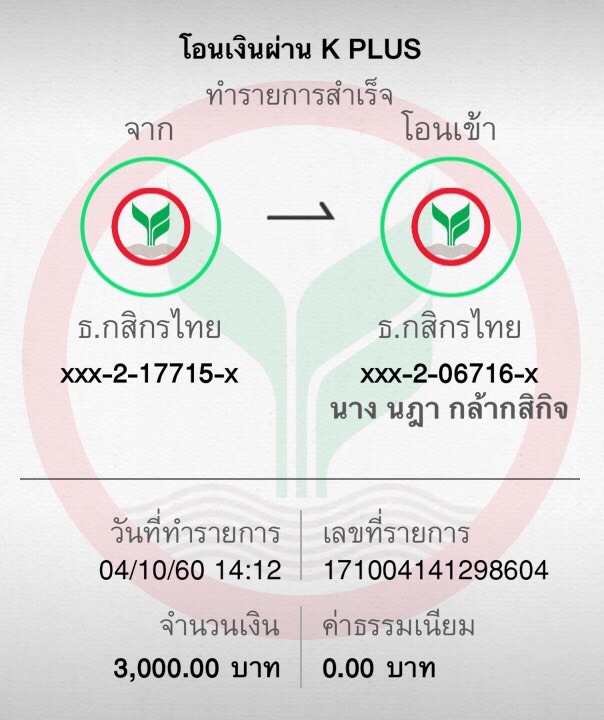 โอนเงินผ่าน K PLUS
ทำรายการสำเร็จ
จาก
โอนเข้า
ธ.กสิกรไทย
ธ.กสิกรไทย
xxx-2-17715-x
xxx-2-06716-x
นาง นฎา กล้ากสิกิจ
วันที่ทำรายการ
เลขที่รายการ
04/10/60 14:12
171004141298604
จำนวนเงิน
ค่าธรรมเนียม
3,000.00 บาท
0.00 บาท